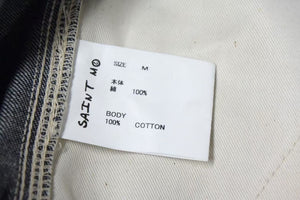 SAINT M
SIZE M
本体
綿 100%
BODY
100% COTTON